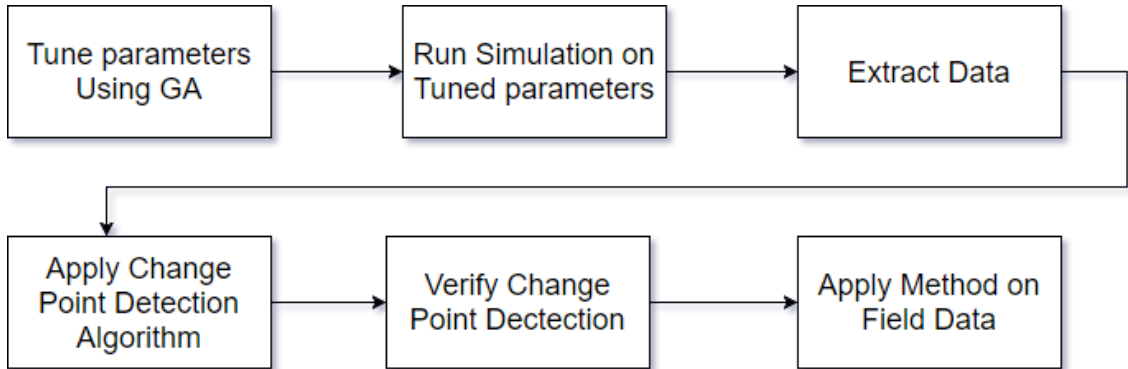 Tune parameters
Using GA
Run Simulation on
Tuned parameters
Extract Data
Apply Change
Point Detection
Algorithm
Verify Change
Point Dectection
Apply Method on
Field Data